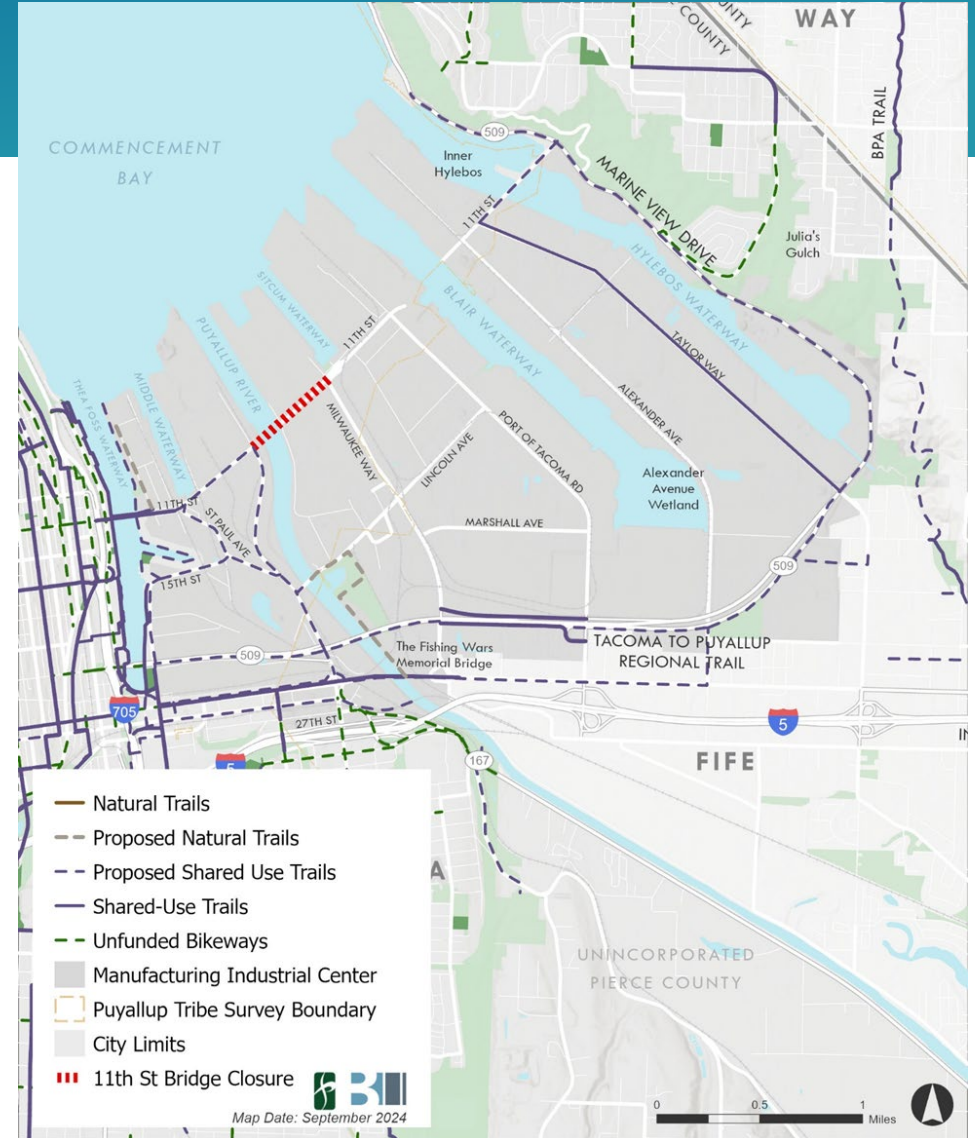 UNTY
COUNTY
WAY
COMMENCEMENT
BAY
509
Inner
Hylebos
BPA TRAIL
MARINE VIEW DRIVE
11TH ST
Julia's
Gulch
HYLEBOS WATERWAY
SITCUM WATERWAY
BLAIR WATERWAY
PUYALLUP RIVER
11TH ST
TAYLOR WAY
MIDDLE WATERWAY
THEA FOSS WATERWAY
MILWAUKEE WAY
ALEXANDER AVE
PORT OF TACOMA RD
LINCOLN AVE
Alexander
Avenue
Wetland
11TH ST
ST PAUL AVE
MARSHALL AVE
15TH ST
509
509
The Fishing Wars
Memorial Bridge
TACOMA TO PUYALLUP
REGIONAL TRAIL
705
27TH ST
5
IN
5
167
FIFE
A
UNINCORPORATED
PIERCE COUNTY
Natural Trails
Proposed Natural Trails
Proposed Shared Use Trails
Shared-Use Trails
Unfunded Bikeways
Manufacturing Industrial Center
Puyallup Tribe Survey Boundary
City Limits
11th St Bridge Closure
Map Date: September 2024
0 0.5 1
Miles